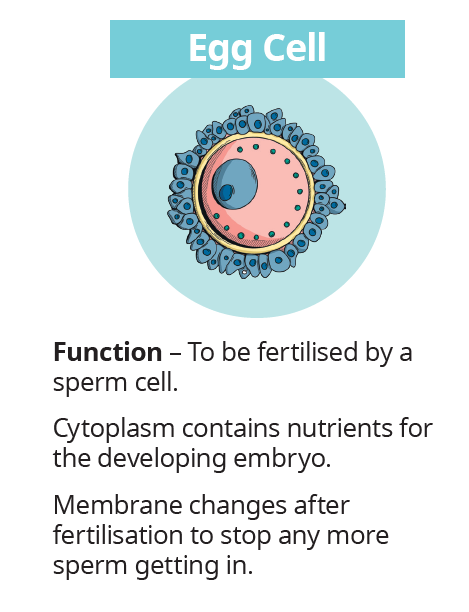 Egg Cell
Function – To be fertilised by a
sperm cell.
Cytoplasm contains nutrients for
the developing embryo.
Membrane changes after
fertilisation to stop any more
sperm getting in.